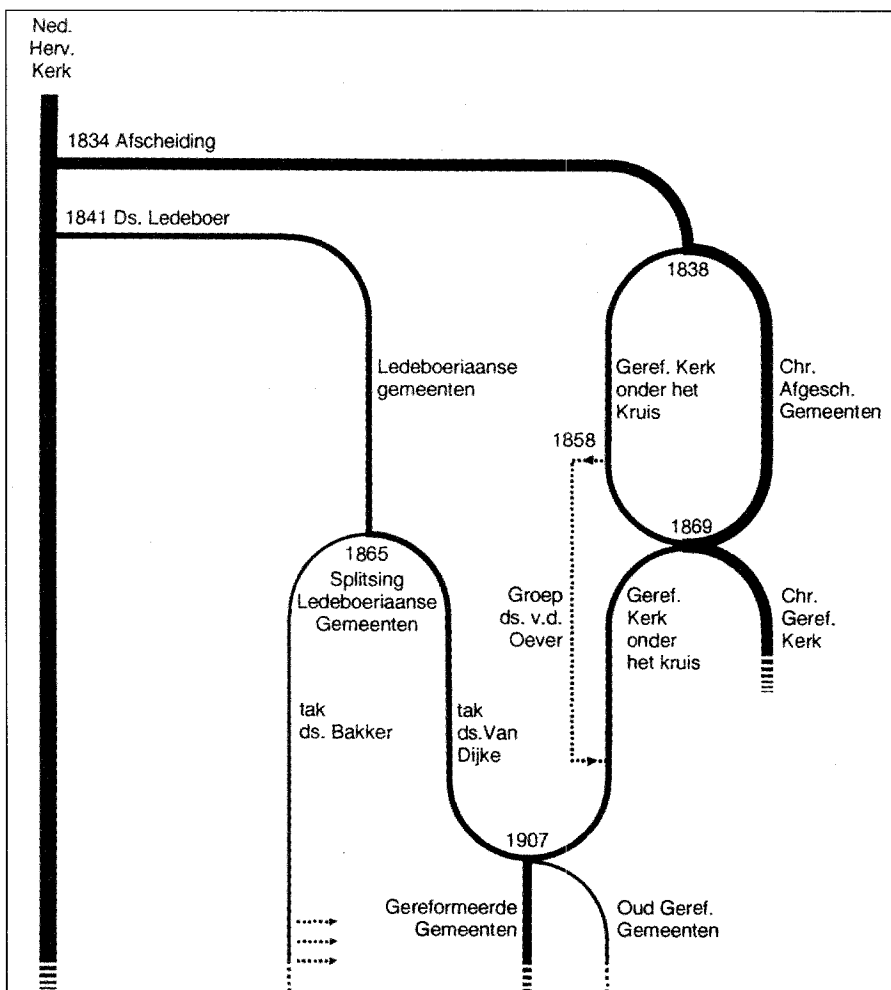 Ned.
Herv.
Kerk
1834 Afscheiding
1841 Ds. Ledeboer
1838
Ledeboeriaanse
gemeenten
Geref. Kerk
onder het
Kruis
Chr.
Afgesch.
Gemeenten
1858
1869
1865
Splitsing
Ledeboeriaanse
Gemeenten
Groep
ds. v.d.
Oever
Geref.
Kerk
onder
het kruis
Chr.
Geref.
Kerk
tak
ds. Bakker
tak
ds.Van
Dijke
1907
Gereformeerde
Gemeenten
Oud Geref.
Gemeenten